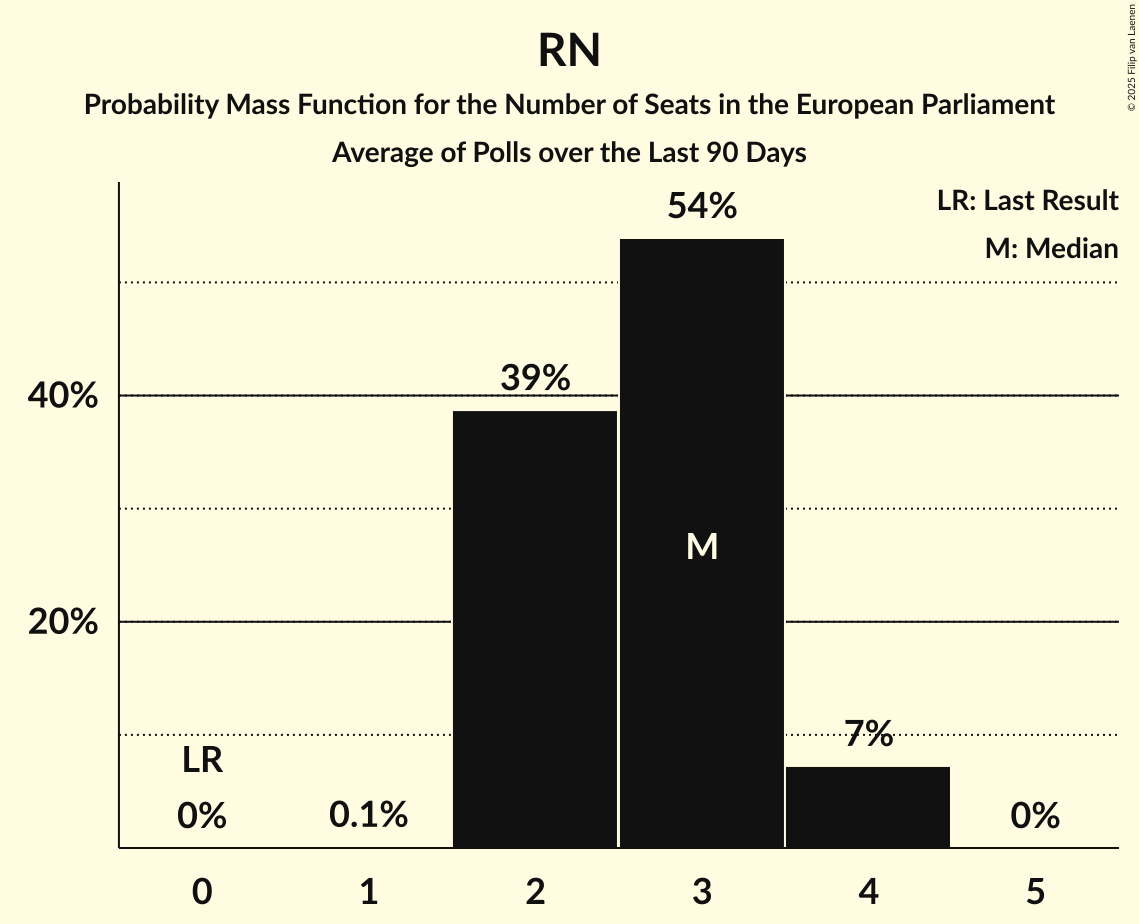 RN
Probability Mass Function for the Number of Seats in the European Parliament
Average of Polls over the Last 90 Days
© 2025 Filip van Laenen
LR: Last Result
M: Median
54%
39%
40%
M
20%
7%
LR
0%
0.1%
0%
0 1 2 3 4 5